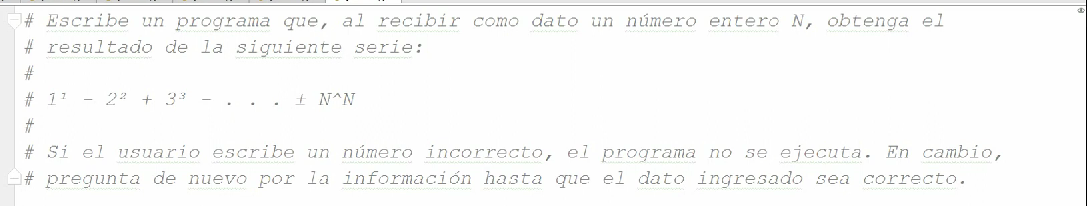 # Escribe un programa que, al recibir como dato un número entero N, obtenga el
# resultado de la siguiente serie:
#
# 1¹ - 2² + 3³ - . . . ± N^N
#
# Si el usuario escribe un número incorrecto, el programa no se ejecuta. En cambio,
# pregunta de nuevo por la información hasta que el dato ingresado sea correcto.